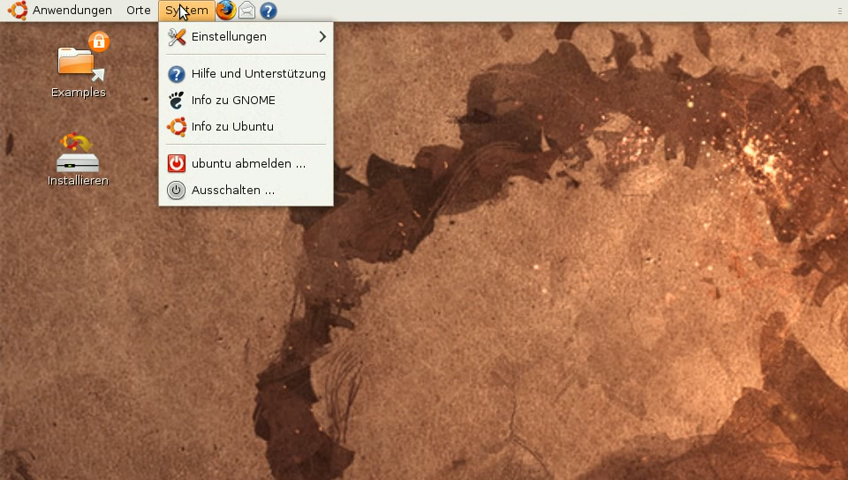 Anwendungen Orte System
Einstellungen
Hilfe und Unterstützung
Info zu GNOME
Info zu Ubuntu
ubuntu abmelden ...
Ausschalten ...
Examples
Installieren